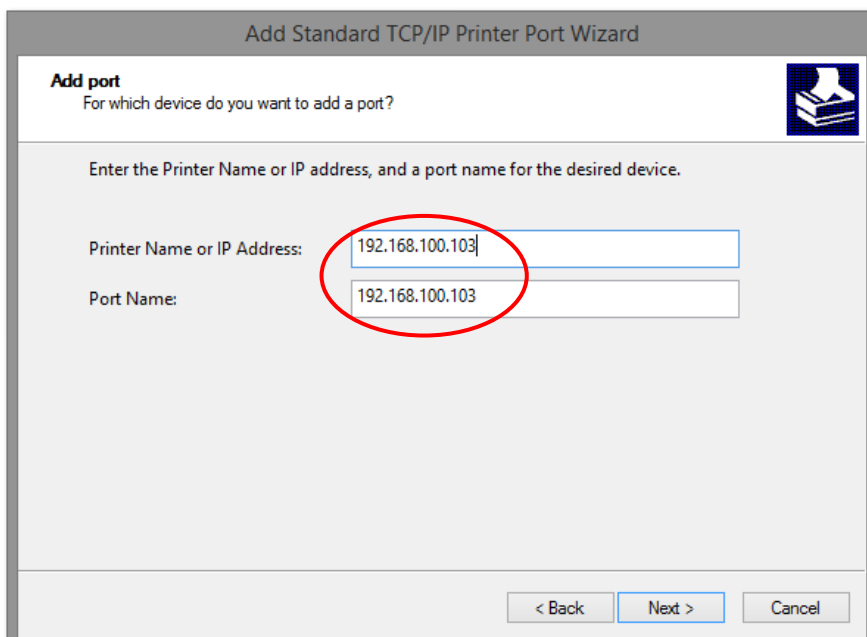 Add Standard TCP/IP Printer Port Wizard
Add port
For which device do you want to add a port?
Enter the Printer Name or IP address, and a port name for the desired device.
Printer Name or IP Address: 192.168.100.103
Port Name: 192.168.100.103
< Back Next > Cancel